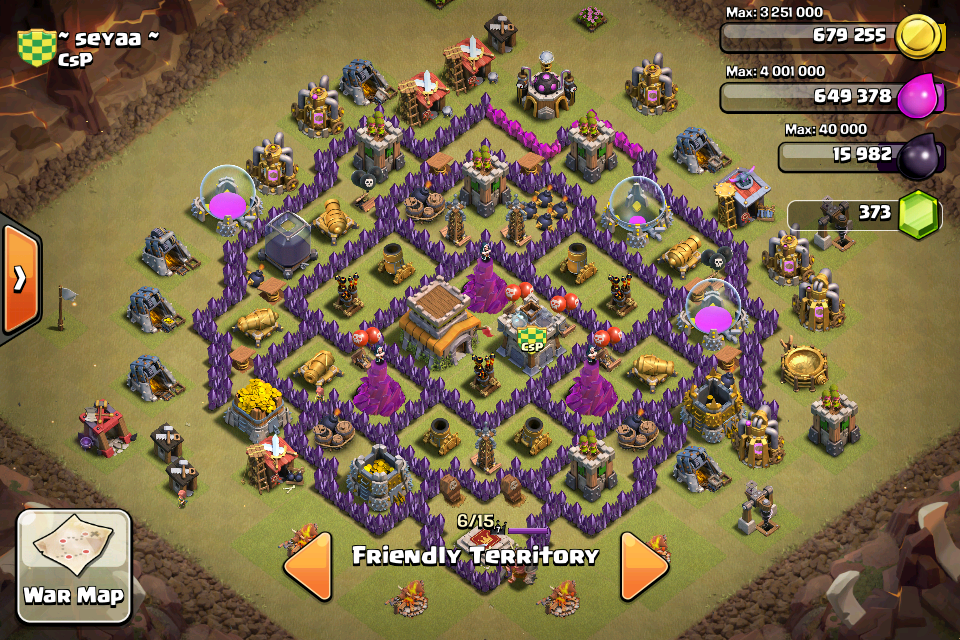 ~ seyaa ~
CsP
Max: 3 251 000
679 255
Max: 4 001 000
649 378
Max: 40 000
15 982
373
CsP
6/15
Friendly Territory
War Map